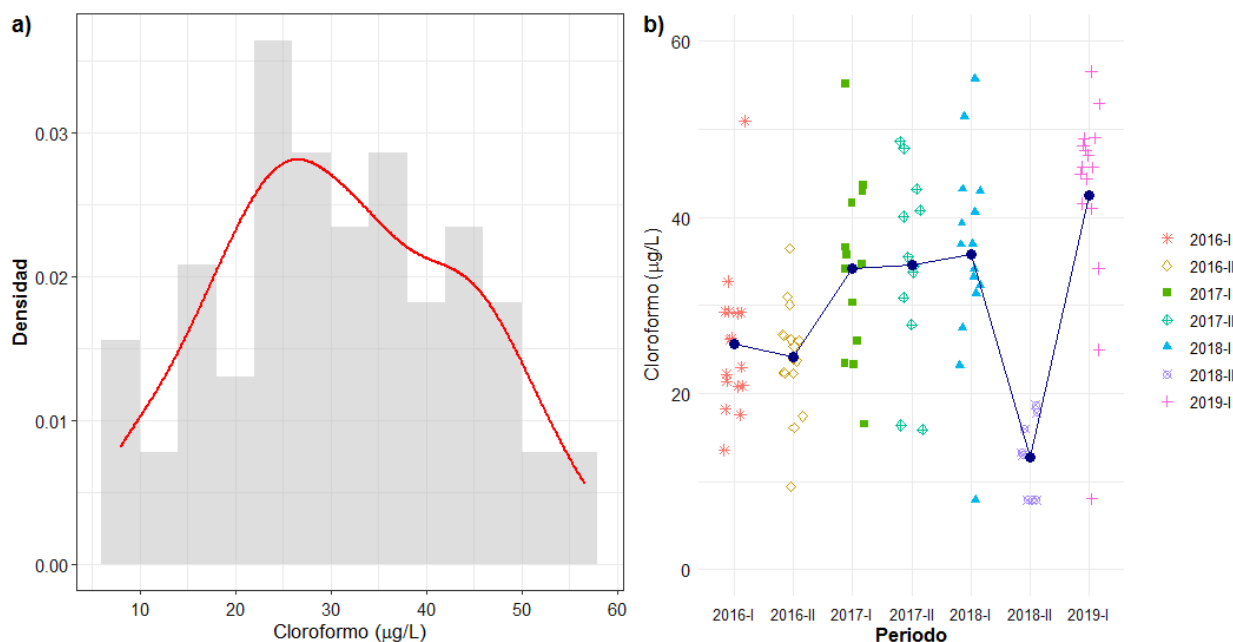 a)
Densidad
0.03
0.02
0.01
0.00
10 20 30 40 50 60
Cloroformo (μg/L)
b)
Cloroformo (μg/L)
60
40
20
0
2016-I 2016-II 2017-I 2017-II 2018-I 2018-II 2019-I
Periodo
2016-I
2016-II
2017-I
2017-II
2018-I
2018-II
2019-I